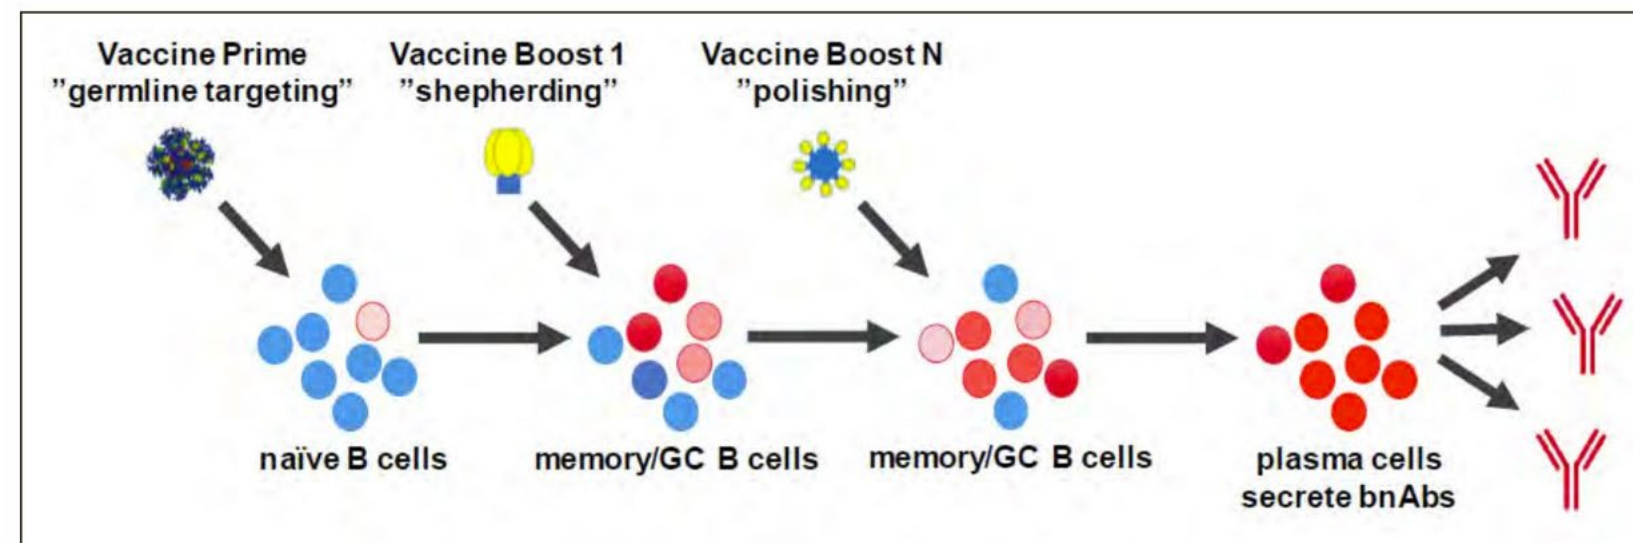 Vaccine Prime
”germline targeting”
Vaccine Boost 1
”shepherding”
Vaccine Boost N
”polishing”
naïve B cells
memory/GC B cells
memory/GC B cells
plasma cells
secrete bnAbs